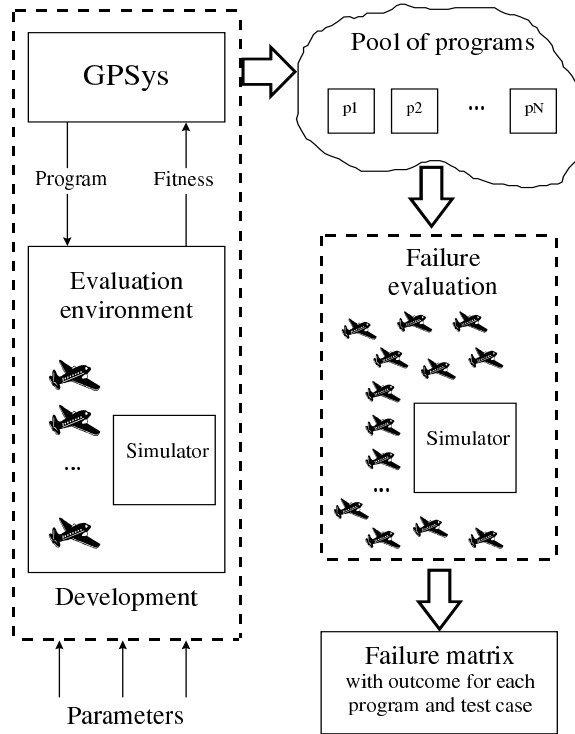 GPSys
Program
Fitness
Evaluation
environment
Simulator
...
Development
Parameters
Pool of programs
p1
p2
...
pN
Failure
evaluation
Simulator
...
Failure matrix
with outcome for each
program and test case